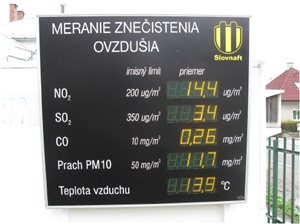 MERANIE ZNEČISTENIA
OVZDUŠIA
Slovnaft
imisný limit priemer
NO₂ 200 ug/m³ 14,4 ug/m³
SO₂ 350 ug/m³ 3,4 ug/m³
CO 10 mg/m³ 0,26 mg/m³
Prach PM10 50 mg/m³ 11,7 mg/m³
Teplota vzduchu 13,9 °C